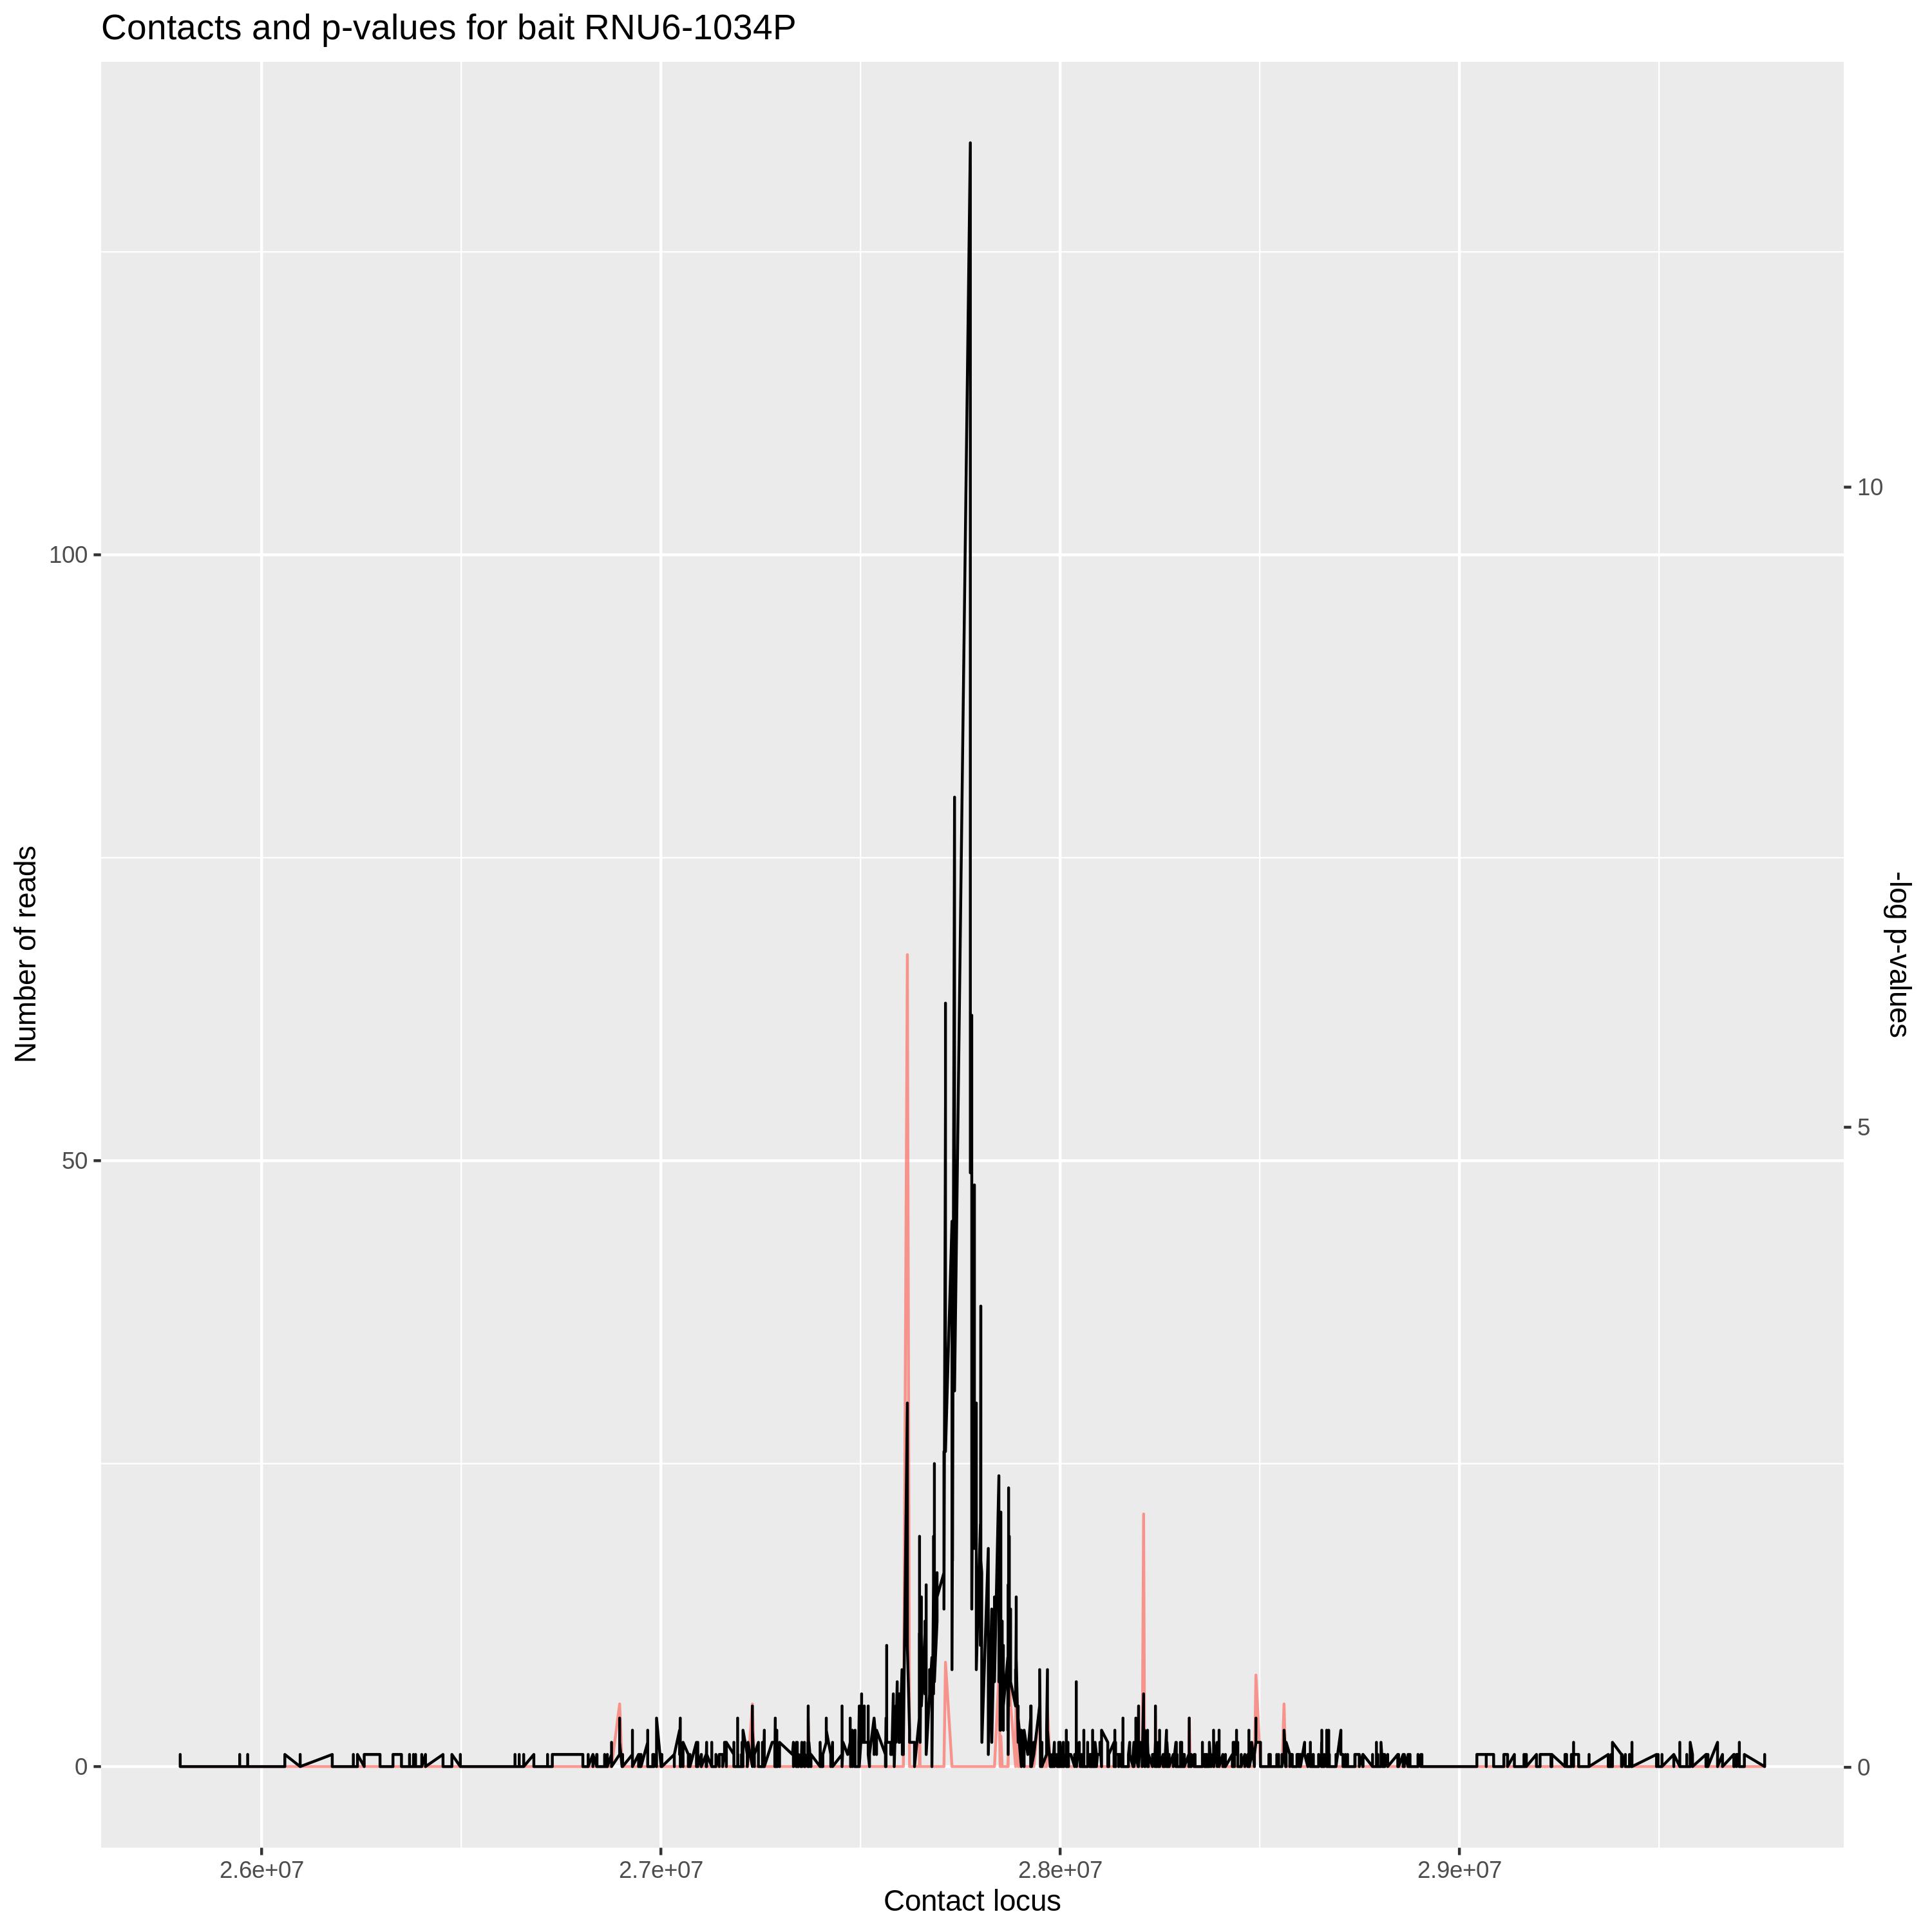 Contacts and p-values for bait RNU6-1034P
10
100
Number of reads
-log p-values
5
50
0
0
2.6e+07
2.7e+07
2.8e+07
2.9e+07
Contact locus